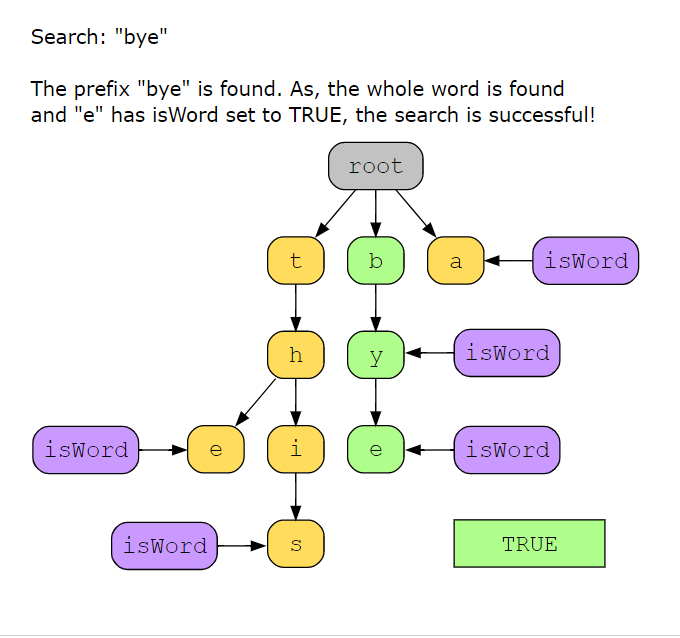 Search: "bye"
The prefix "bye" is found. As, the whole word is found
and "e" has isWord set to TRUE, the search is successful!
root
t b a isWord
h y isWord
isWord e i e isWord
isWord s TRUE